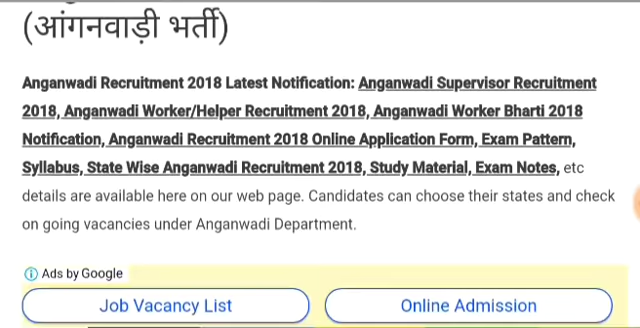 (आंगनवाड़ी भर्ती)
Anganwadi Recruitment 2018 Latest Notification: Anganwadi Supervisor Recruitment
2018, Anganwadi Worker/Helper Recruitment 2018, Anganwadi Worker Bharti 2018
Notification, Anganwadi Recruitment 2018 Online Application Form, Exam Pattern,
Syllabus, State Wise Anganwadi Recruitment 2018, Study Material, Exam Notes, etc
details are available here on our web page. Candidates can choose their states and check
on going vacancies under Anganwadi Department.
Ads by Google
Job Vacancy List
Online Admission